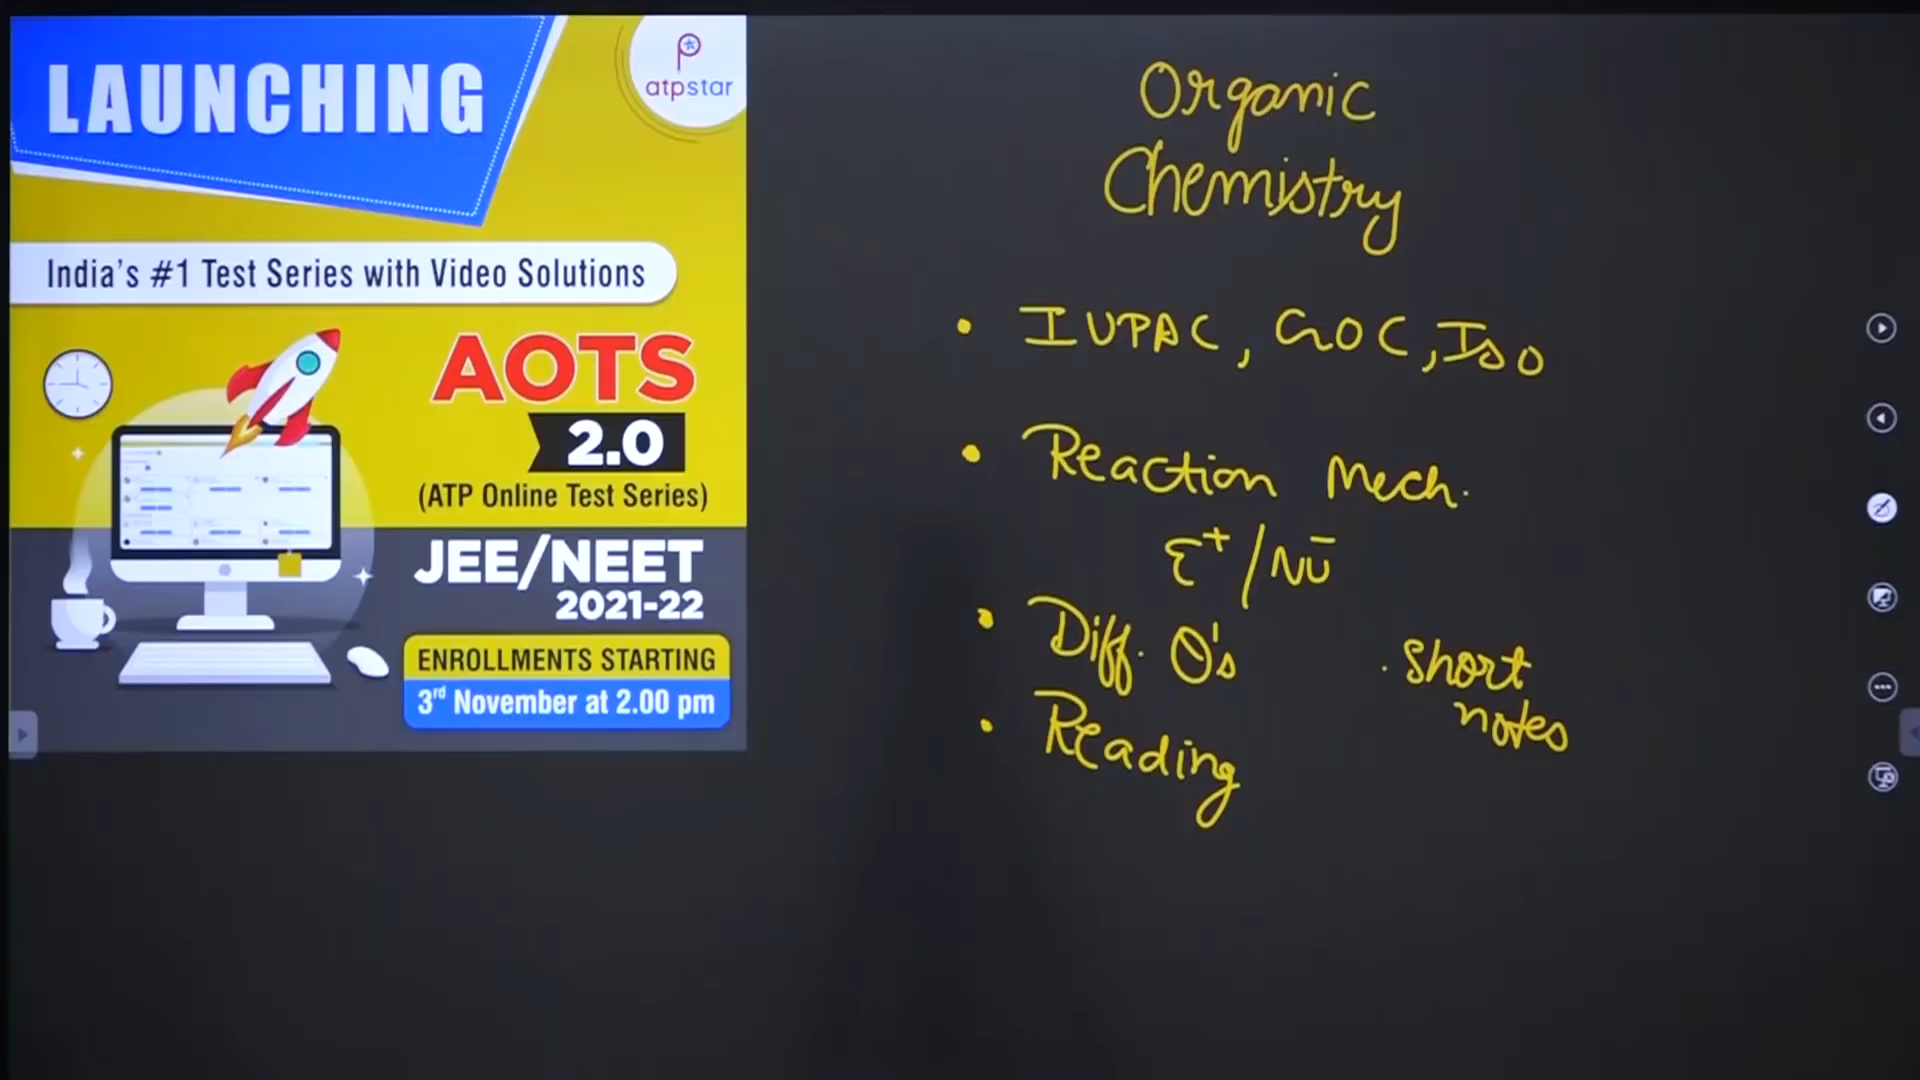 LAUNCHING
atpstar
India's #1 Test Series with Video Solutions
AOTS
2.0
(ATP Online Test Series)
JEE/NEET
2021-22
ENROLLMENTS STARTING
3rd November at 2.00 pm
Organic
Chemistry
• IUPAC, GOC, Iso
• Reaction Mech.
E+/Nu-
• Diff. Q's
• Reading
. Short
notes